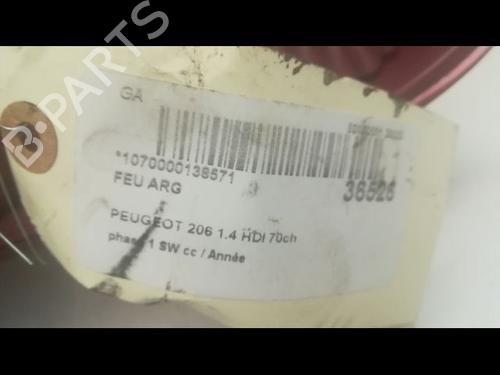 B-PARTS
GA
*1070000138571
36526
FEU ARG
PEUGEOT 206 1.4 HDI 70ch
phase 1 SW cc / Année